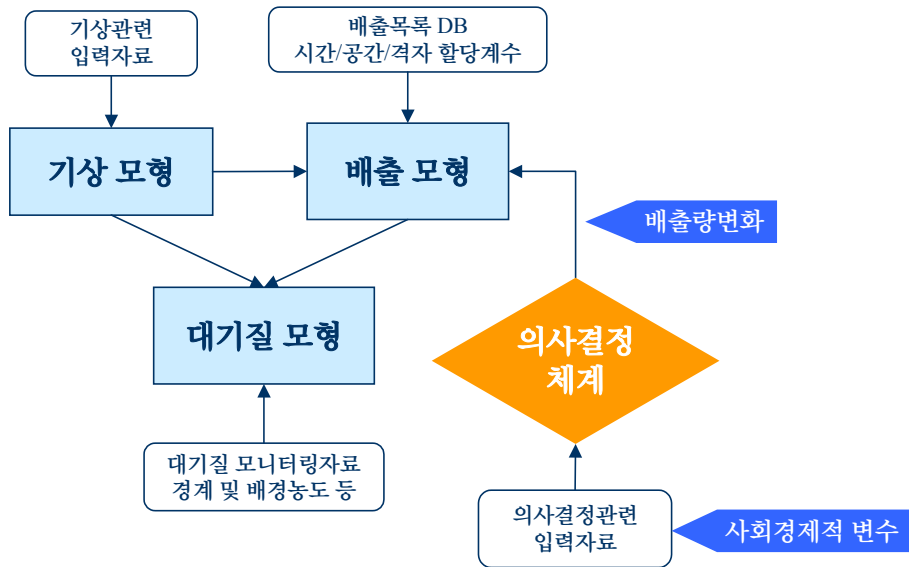 기상관련
입력자료
배출목록 DB
시간/공간/격자 할당계수
기상 모형
배출 모형
배출량변화
대기질 모형
의사결정
체계
대기질 모니터링자료
경계 및 배경농도 등
의사결정관련
입력자료
사회경제적 변수